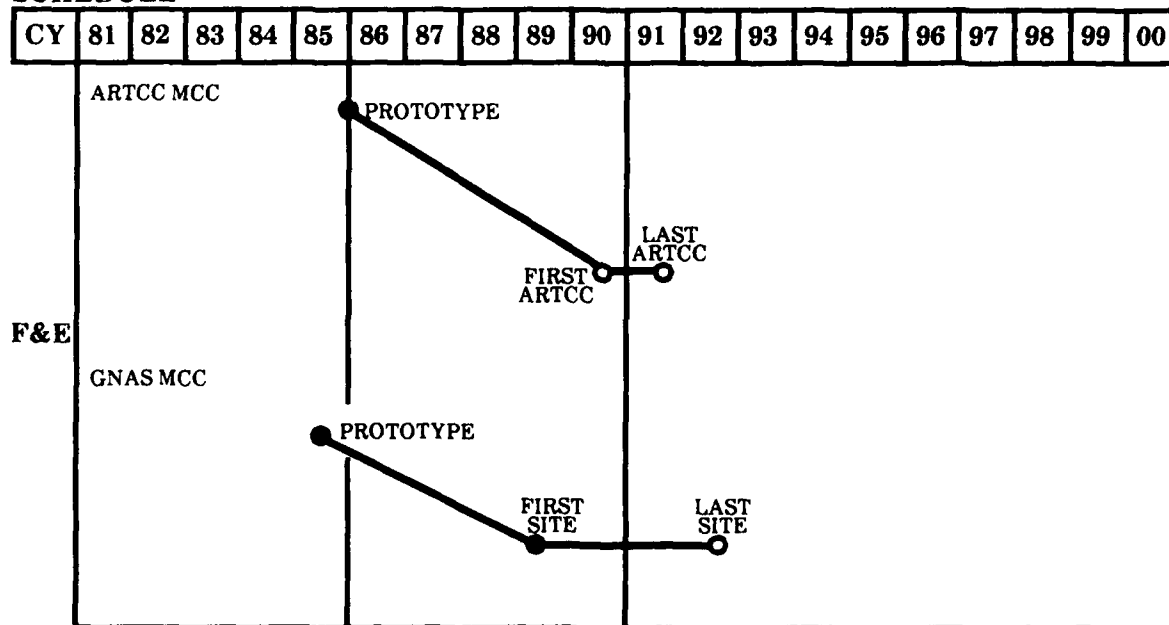 CY 81 82 83 84 85 86 87 88 89 90 91 92 93 94 95 96 97 98 99 00
ARTCC MCC
PROTOTYPE
LAST
ARTCC
FIRST
ARTCC
F&E
GNAS MCC
PROTOTYPE
FIRST
SITE
LAST
SITE